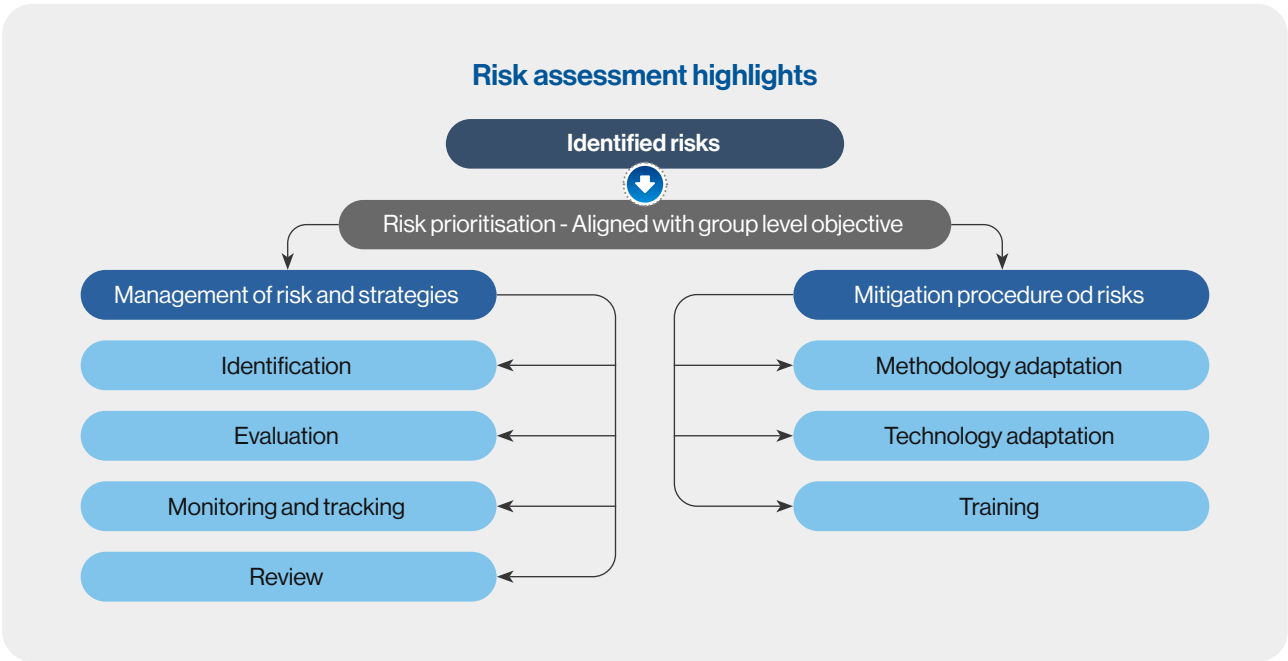 Risk assessment highlights
Identified risks
Risk prioritisation - Aligned with group level objective
Management of risk and strategies
Identification
Evaluation
Monitoring and tracking
Review
Mitigation procedure od risks
Methodology adaptation
Technology adaptation
Training